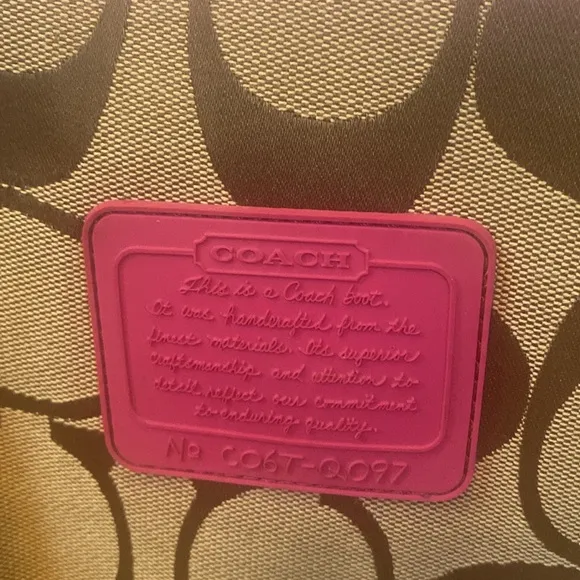 COACH
This is a Coach boot.
It was handcrafted from the
finest materials. Its superior
craftsmanship and attention to
detail reflect our commitment
to enduring quality.
No C06T-Q097